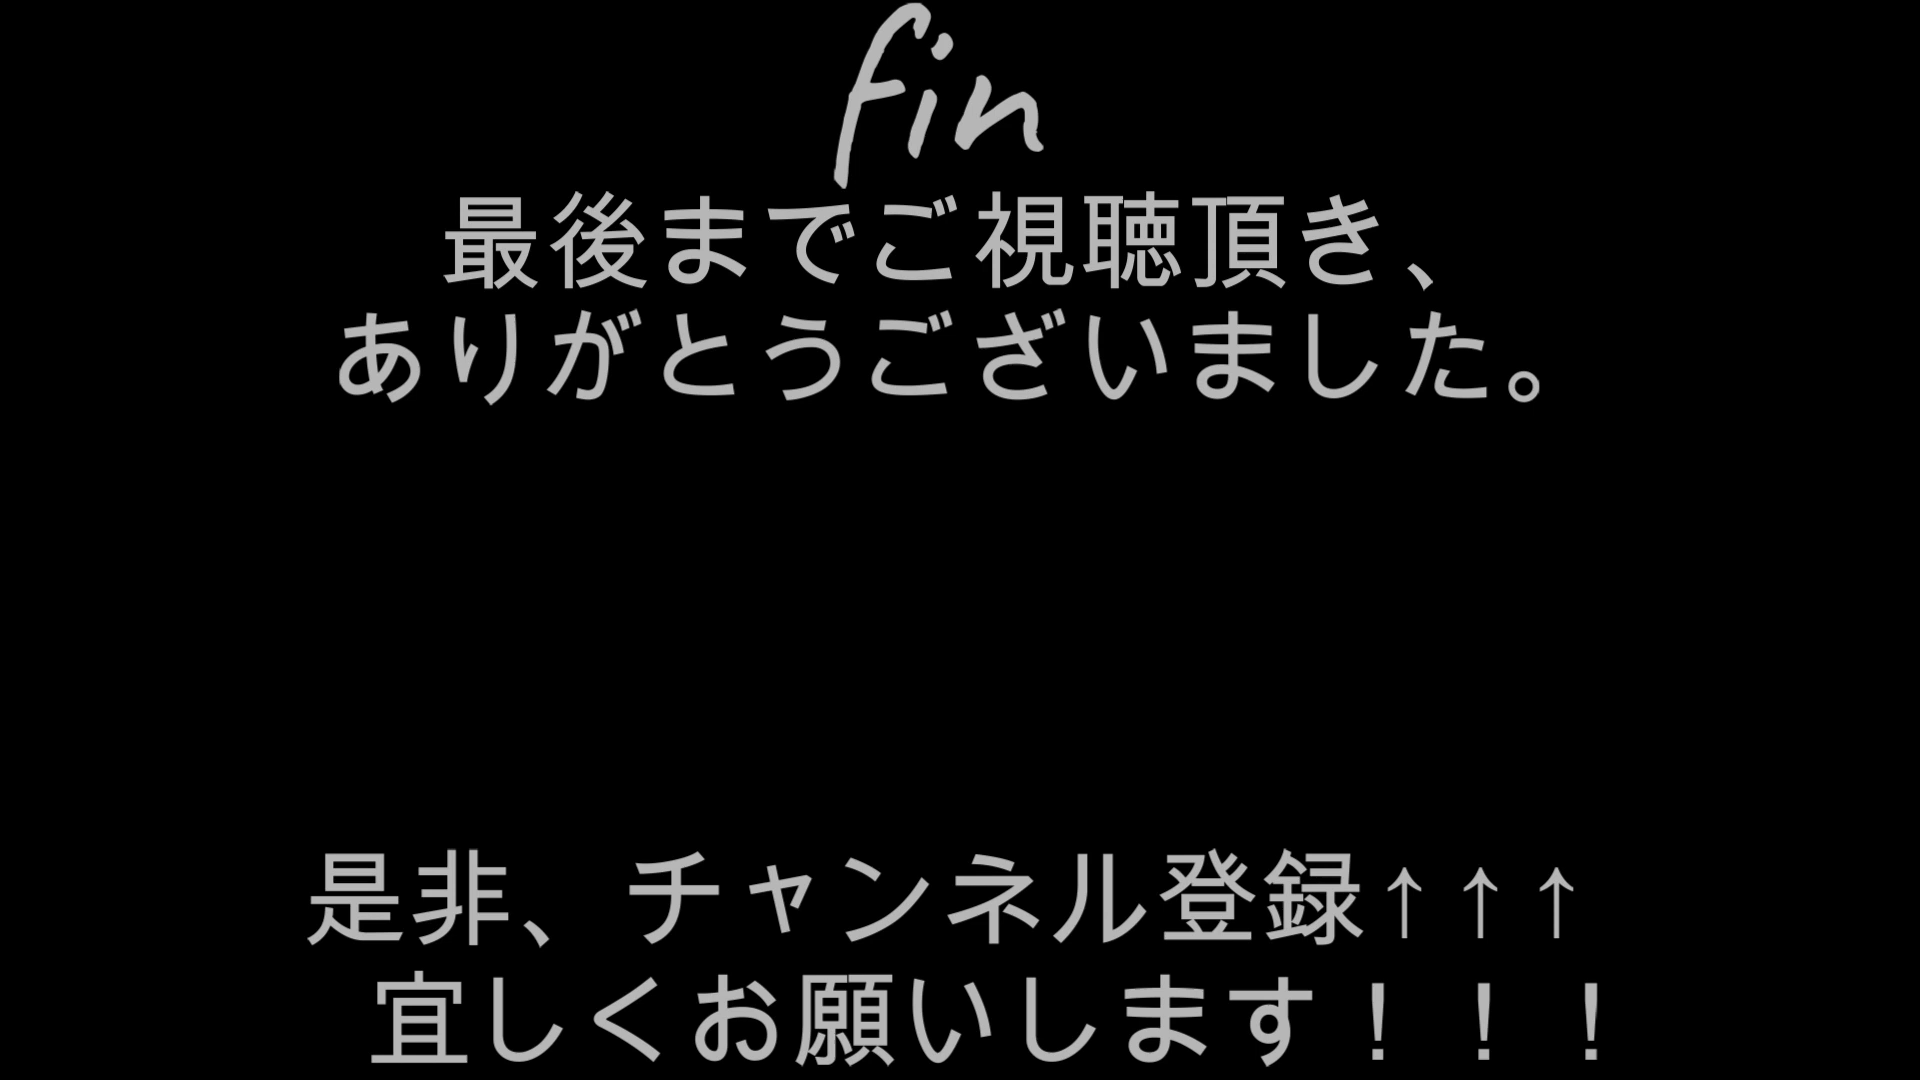 fin
最後までご視聴頂き、
ありがとうございました。
是非、チャンネル登録↑↑↑
宜しくお願いします！！！